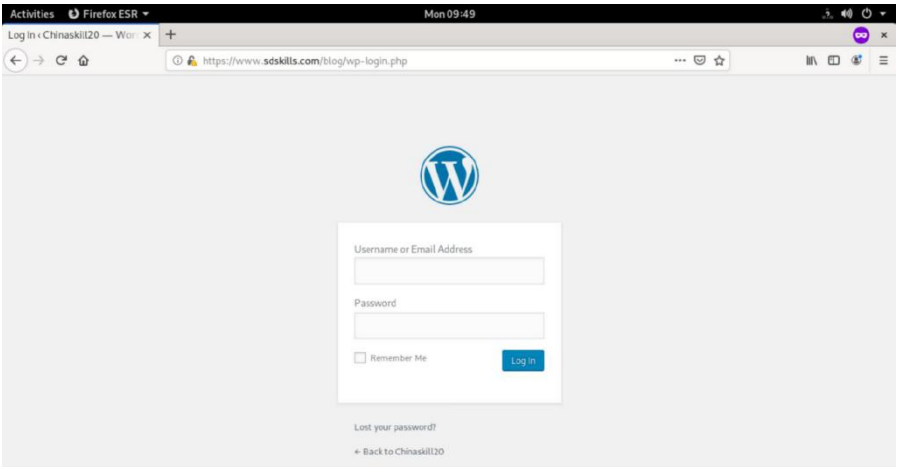 Activities Firefox ESR Mon 09:49
Log In ‹ Chinaskill20 — Wor
https://www.sdskills.com/blog/wp-login.php
Username or Email Address
Password
Remember Me Log In
Lost your password?
← Back to Chinaskill20